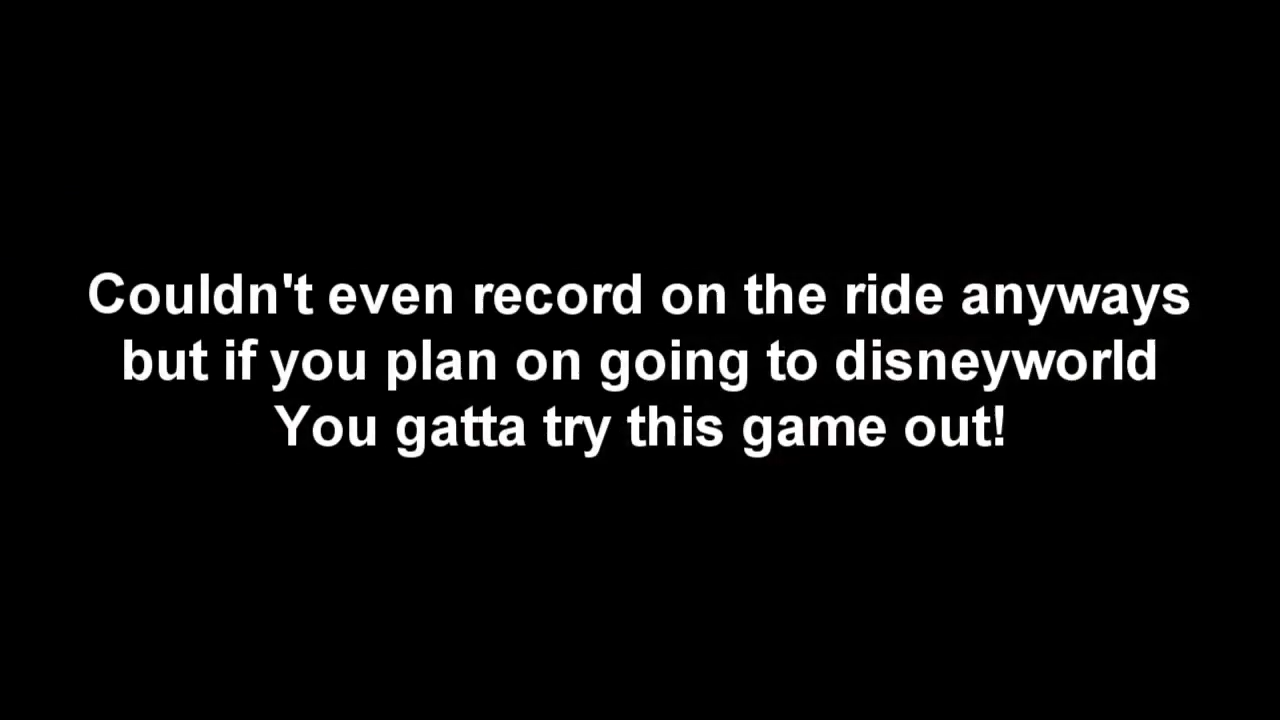 Couldn't even record on the ride anyways
but if you plan on going to disneyworld
You gatta try this game out!